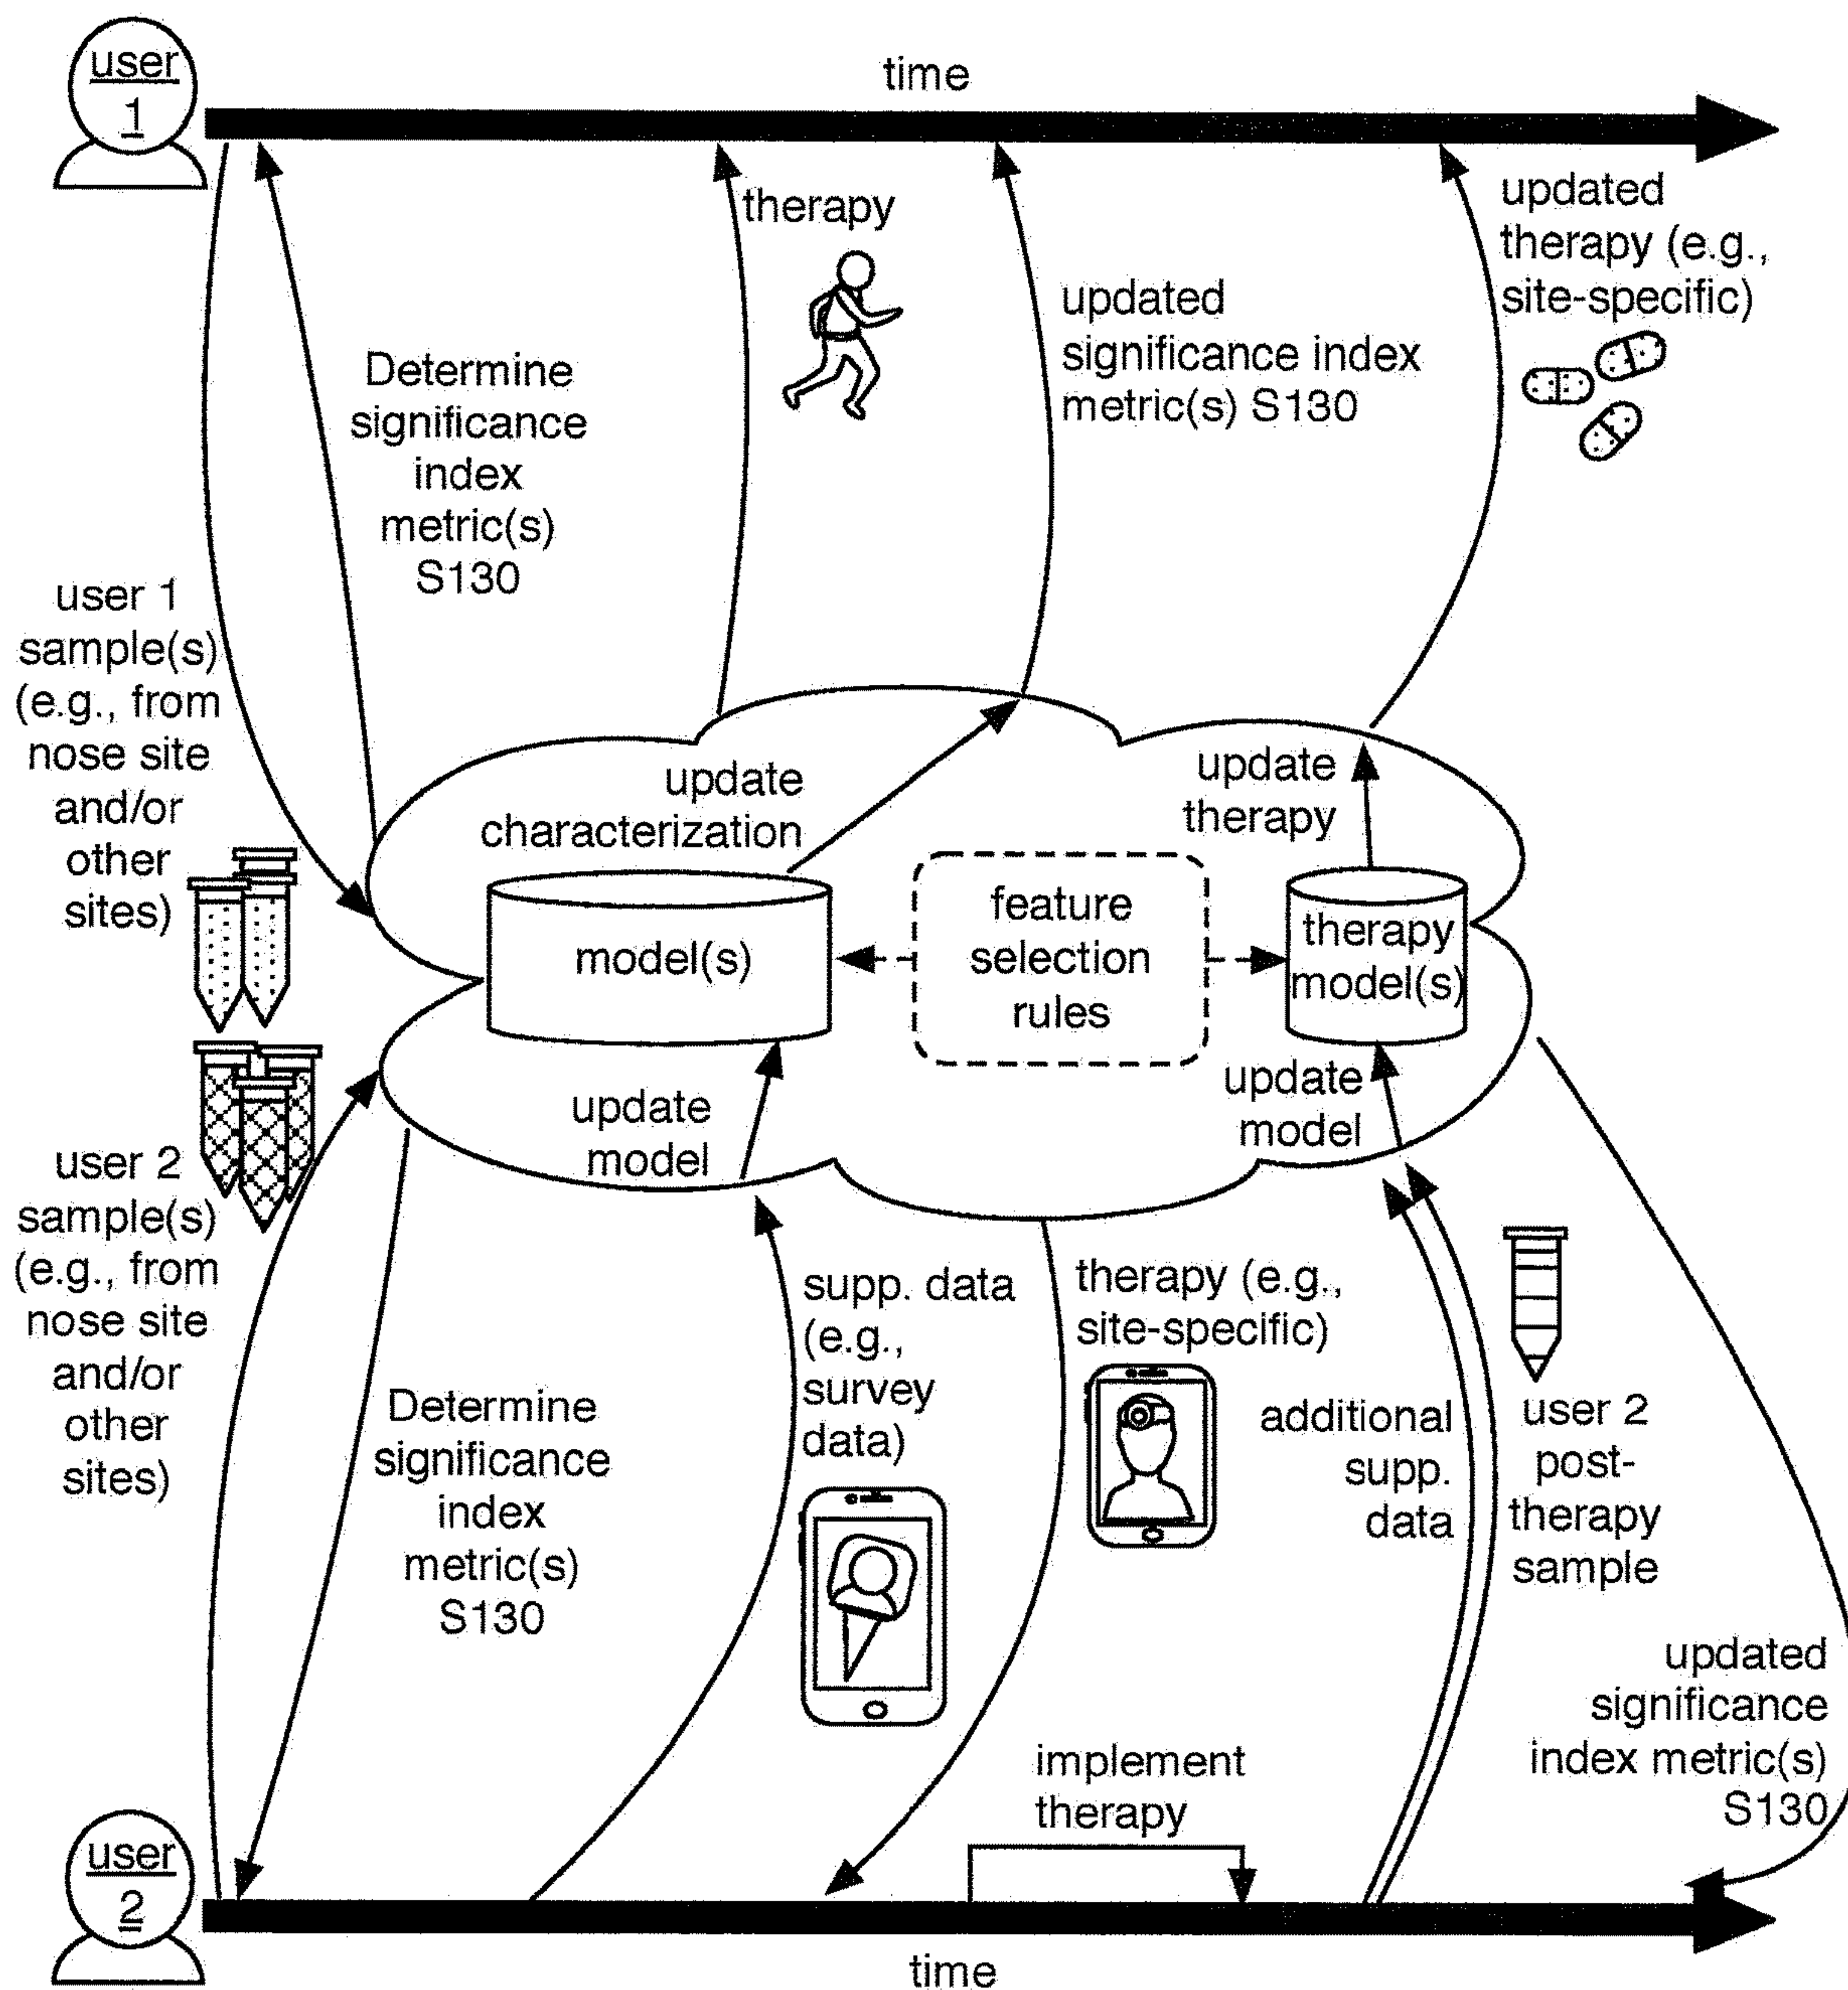 user
1
time
therapy
updated
therapy (e.g.,
site-specific)
updated
significance index
metric(s) S130
Determine
significance
index
metric(s)
S130
user 1
sample(s)
(e.g., from
nose site
and/or
other
sites)
update
characterization
update
therapy
model(s)
feature
selection
rules
therapy
model(s)
update
model
update
model
user 2
sample(s)
(e.g., from
nose site
and/or
other
sites)
Determine
significance
index
metric(s)
S130
supp. data
(e.g.,
survey
data)
therapy (e.g.,
site-specific)
additional
supp.
data
user 2
post-
therapy
sample
updated
significance
index metric(s)
S130
implement
therapy
user
2
time